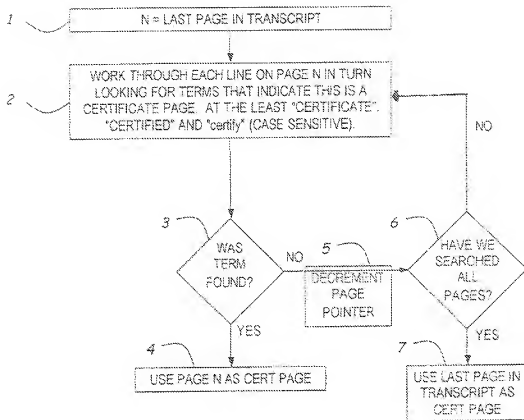 1
N = LAST PAGE IN TRANSCRIPT
2
WORK THROUGH EACH LINE ON PAGE N IN TURN
LOOKING FOR TERMS THAT INDICATE THIS IS A
CERTIFICATE PAGE. AT THE LEAST "CERTIFICATE",
"CERTIFIED" AND "certify" (CASE SENSITIVE).
NO
3
WAS
TERM
FOUND?
NO
5
DECREMENT
PAGE
POINTER
6
HAVE WE
SEARCHED
ALL
PAGES?
YES
4
USE PAGE N AS CERT PAGE
YES
7
USE LAST PAGE IN
TRANSCRIPT AS
CERT PAGE